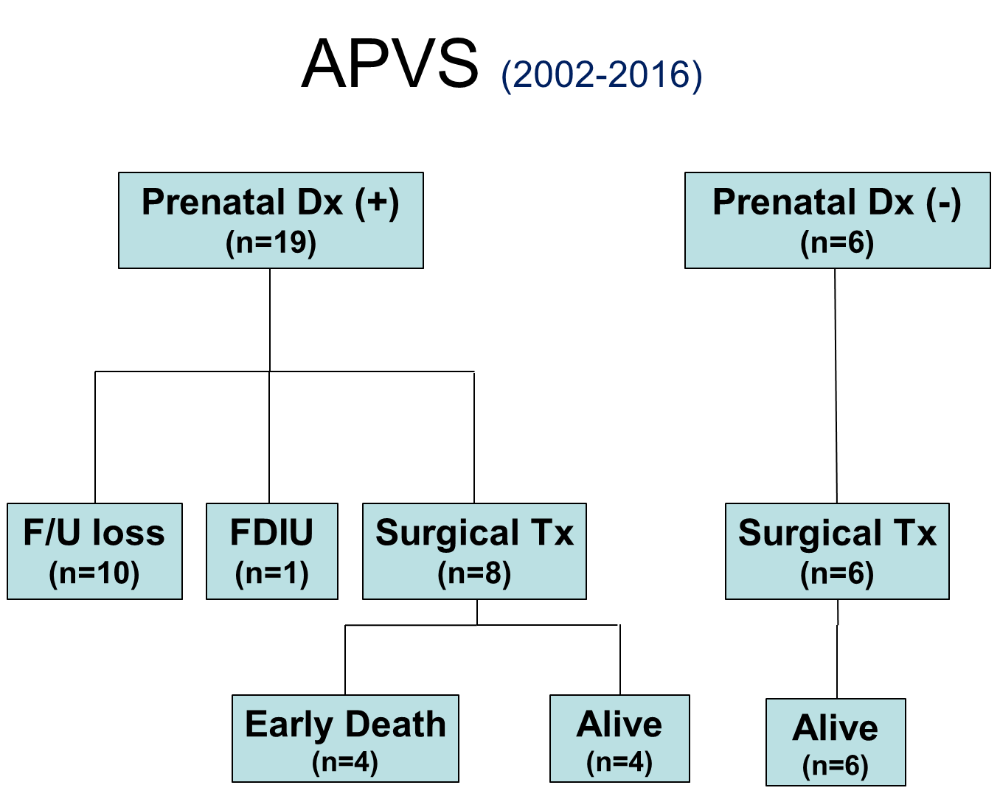 APVS (2002-2016)
Prenatal Dx (+)
(n=19)
Prenatal Dx (-)
(n=6)
F/U loss
(n=10)
FDIU
(n=1)
Surgical Tx
(n=8)
Surgical Tx
(n=6)
Early Death
(n=4)
Alive
(n=4)
Alive
(n=6)